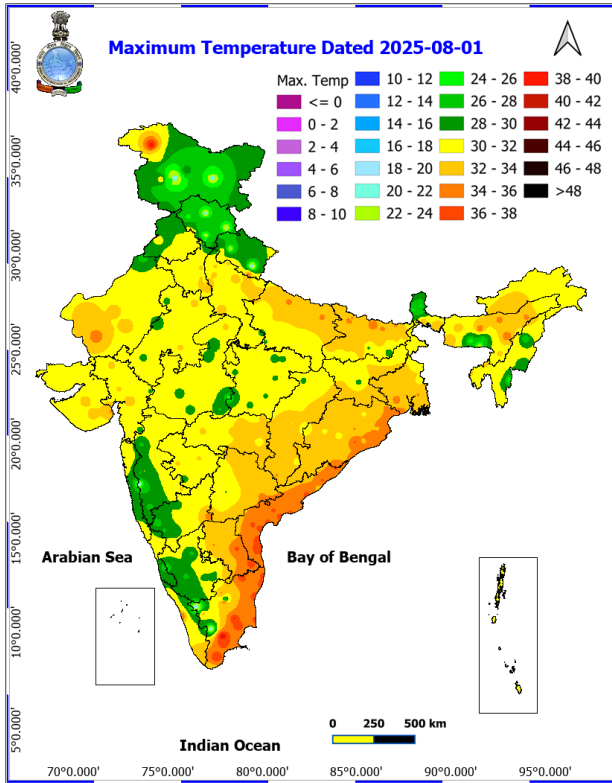 Maximum Temperature Dated 2025-08-01
Max. Temp
<= 0
0 - 2
2 - 4
4 - 6
6 - 8
8 - 10
10 - 12
12 - 14
14 - 16
16 - 18
18 - 20
20 - 22
22 - 24
24 - 26
26 - 28
28 - 30
30 - 32
32 - 34
34 - 36
36 - 38
38 - 40
40 - 42
42 - 44
44 - 46
46 - 48
>48
40°0.000'
35°0.000'
30°0.000'
25°0.000'
20°0.000'
15°0.000'
10°0.000'
5°0.000'
Arabian Sea
Bay of Bengal
Indian Ocean
0 250 500 km
70°0.000' 75°0.000' 80°0.000' 85°0.000' 90°0.000' 95°0.000'